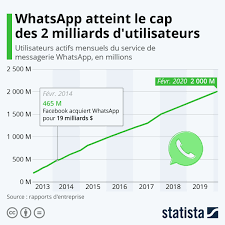 WhatsApp atteint le cap
des 2 milliards d'utilisateurs
Utilisateurs actifs mensuels du service de
messagerie WhatsApp, en millions
2 500 M
Févr. 2020 2 000 M
2 000 M
Févr. 2014
465 M
Facebook acquiert WhatsApp
pour 19 milliards $
1 500 M
1 000 M
500 M
0 M
2013 2014 2015 2016 2017 2018 2019
Source : rapports d'entreprise
statista